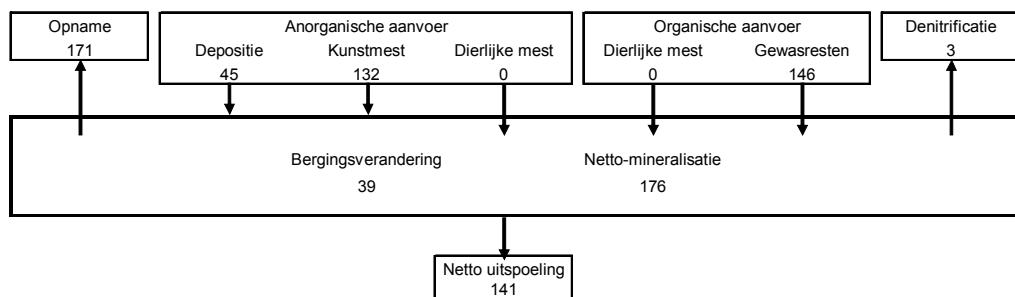 Opname
171
Anorganische aanvoer
Depositie Kunstmest Dierlijke mest
45 132 0
Organische aanvoer
Dierlijke mest Gewasresten
0 146
Denitrificatie
3
Bergingsverandering Netto-mineralisatie
39 176
Netto uitspoeling
141